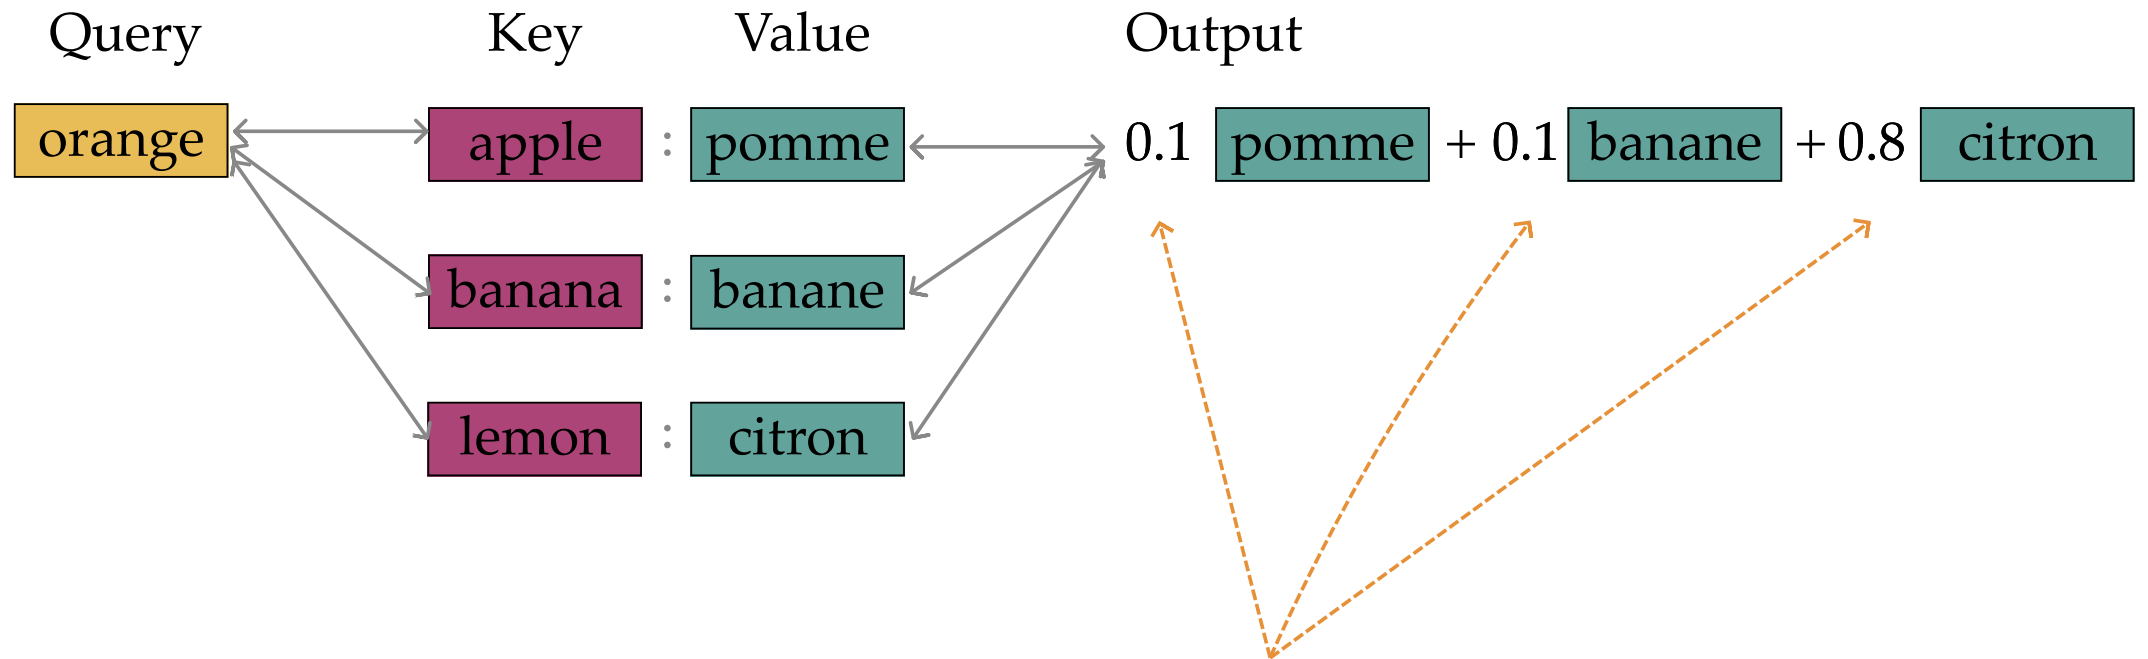 Query Key Value Output
orange apple : pomme 0.1 pomme + 0.1 banane + 0.8 citron
banana : banane
lemon : citron